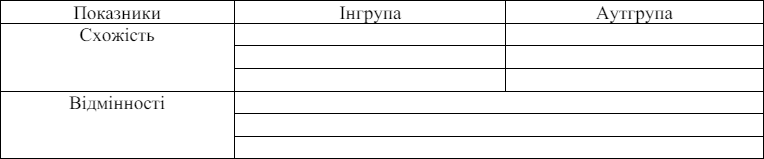 Показники Інгрупа Аутгрупа
Схожість
Відмінності